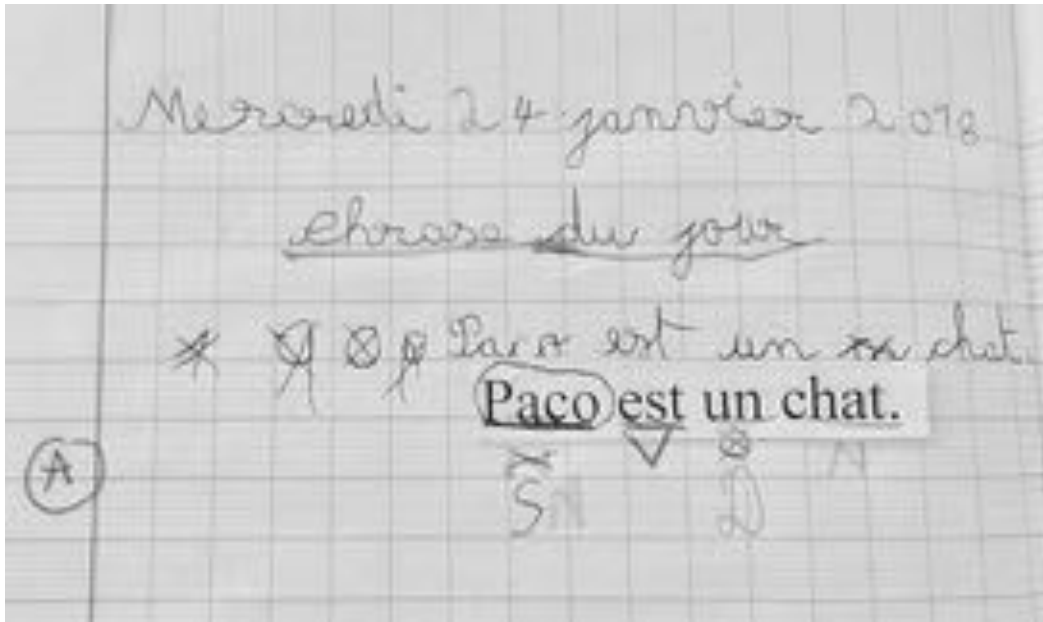 Mercredi 24 janvier 2018
Phrase du jour
Paco est un chat.
Paco est un chat.
A
S D N